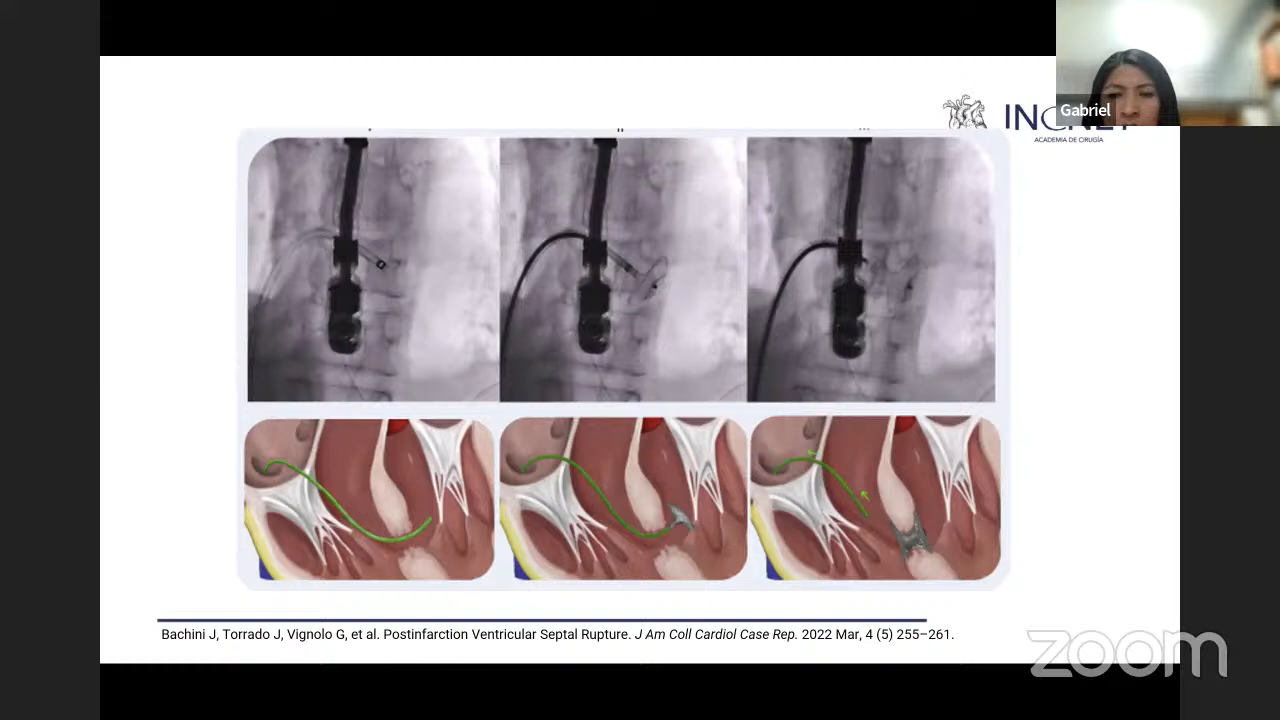 Gabriel
ACADEMIA DE CIRUGÍA
Bachini J, Torrado J, Vignolo G, et al. Postinfarction Ventricular Septal Rupture. J Am Coll Cardiol Case Rep. 2022 Mar, 4 (5) 255–261.
zoom